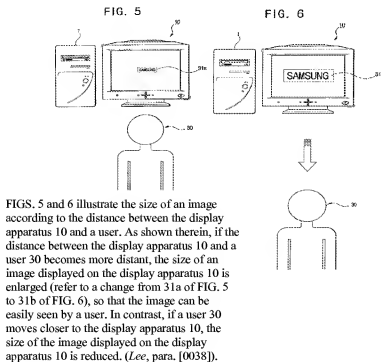 FIG. 5
FIG. 6
1
10
31a
30
1
10
SAMSUNG
31
30
FIGS. 5 and 6 illustrate the size of an image
according to the distance between the display
apparatus 10 and a user. As shown therein, if the
distance between the display apparatus 10 and a
user 30 becomes more distant, the size of an
image displayed on the display apparatus 10 is
enlarged (refer to a change from 31a of FIG. 5
to 31b of FIG. 6), so that the image can be
easily seen by a user. In contrast, if a user 30
moves closer to the display apparatus 10, the
size of the image displayed on the display
apparatus 10 is reduced. (Lee, para. [0038]).